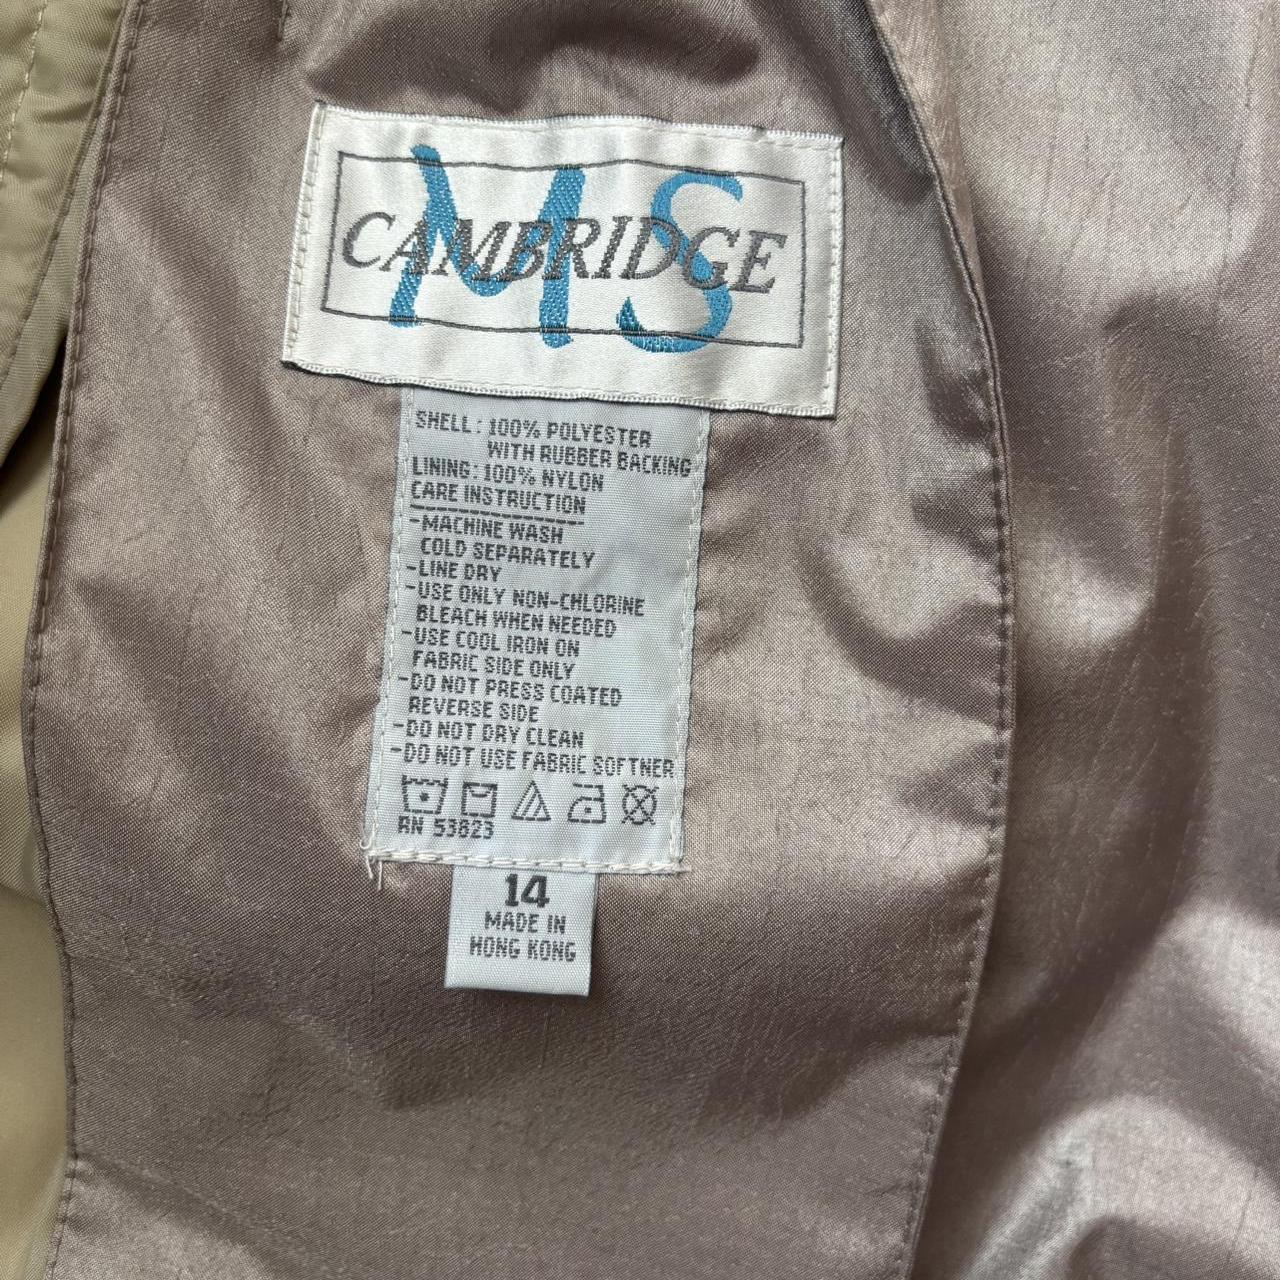 MS
CAMBRIDGE
SHELL: 100% POLYESTER
WITH RUBBER BACKING
LINING: 100% NYLON
CARE INSTRUCTION
-MACHINE WASH
COLD SEPARATELY
-LINE DRY
-USE ONLY NON-CHLORINE
BLEACH WHEN NEEDED
-USE COOL IRON ON
FABRIC SIDE ONLY
-DO NOT PRESS COATED
REVERSE SIDE
-DO NOT DRY CLEAN
-DO NOT USE FABRIC SOFTNER
RN 53823
14
MADE IN
HONG KONG